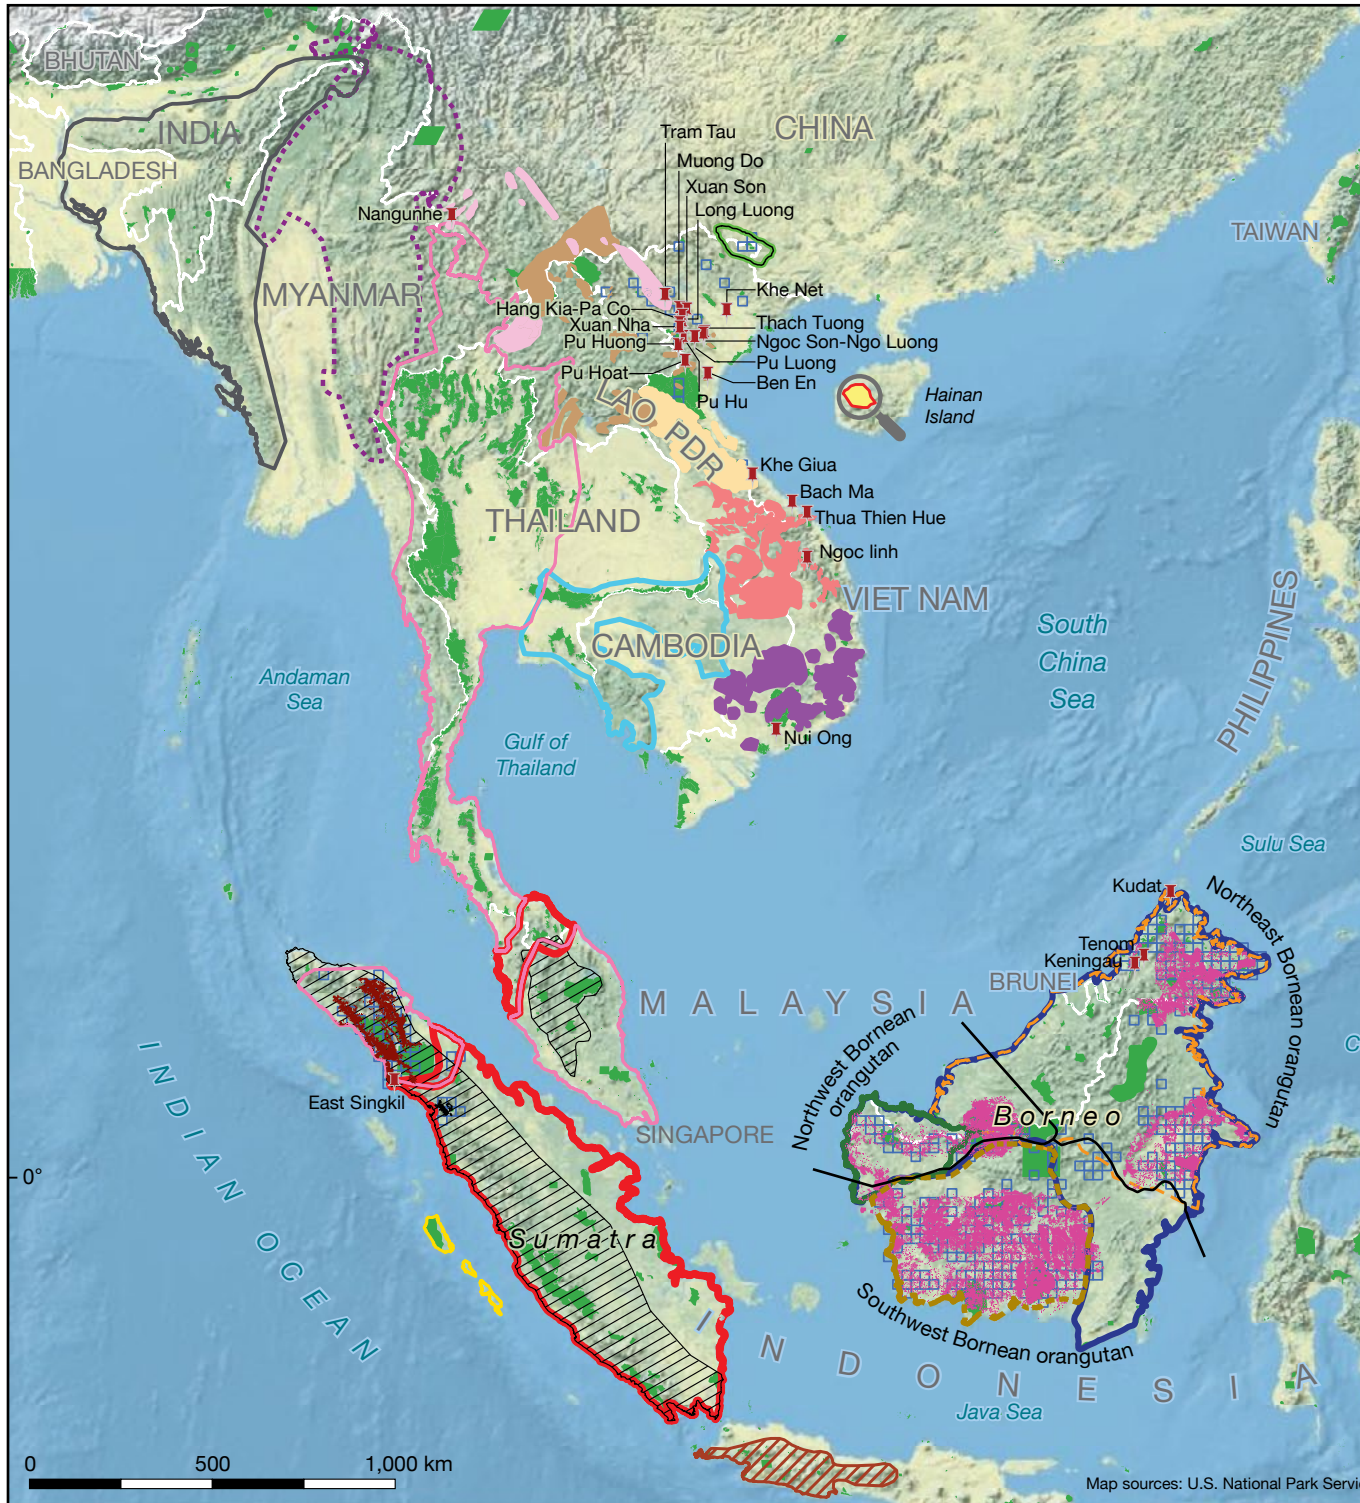 BHUTAN
INDIA
BANGLADESH
CHINA
Tram Tau
Muong Do
Xuan Son
Long Luong
Nangunhe
TAIWAN
MYANMAR
Khe Net
Hang Kia-Pa Co
Xuan Nha
Thach Tuong
Pu Huong
Ngoc Son-Ngo Luong
Pu Luong
Pu Hoat
Ben En
Pu Hu
Hainan
Island
LAO PDR
Khe Giua
Bach Ma
THAILAND
Thua Thien Hue
Ngoc linh
VIET NAM
CAMBODIA
South
China
Sea
PHILIPPINES
Andaman
Sea
Gulf of
Thailand
Nui Ong
Sulu Sea
Kudat
Northeast Bornean orangutan
Tenom
Keningau
BRUNEI
MALAYSIA
Northwest Bornean
orangutan
C
East Singkil
Borneo
SINGAPORE
INDIAN OCEAN
0°
Sumatra
Southwest Bornean orangutan
INDONESIA
Java Sea
0 500 1,000 km
Map sources: U.S. National Park Servi